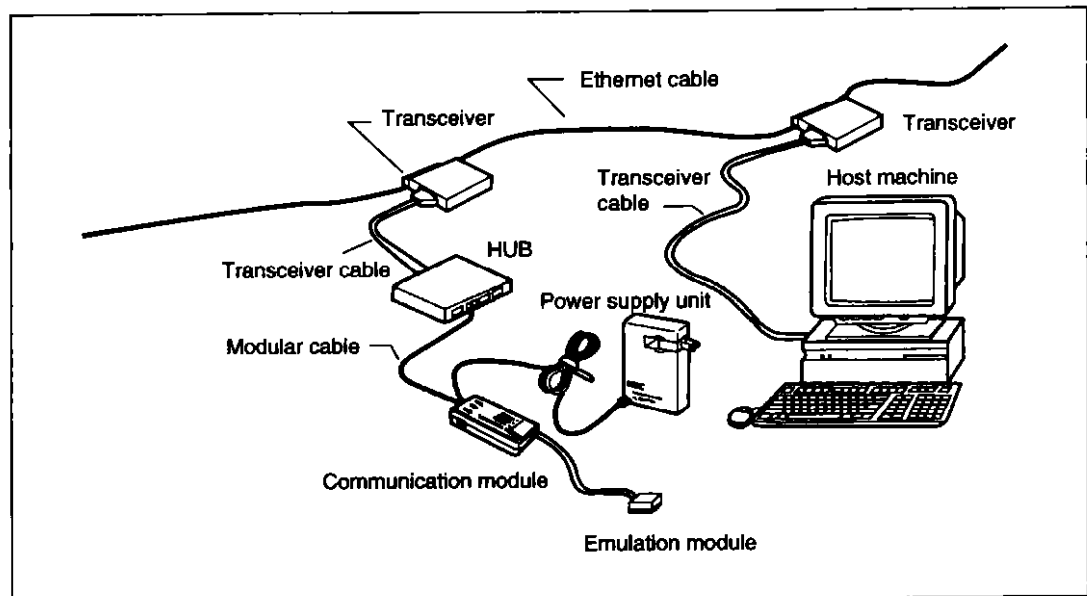 Ethernet cable
Transceiver
Transceiver
Transceiver
cable
Host machine
HUB
Transceiver cable
Power supply unit
Modular cable
Communication module
Emulation module